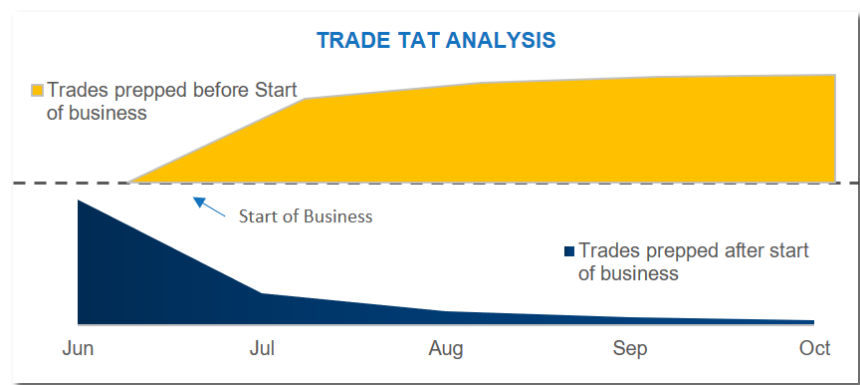 TRADE TAT ANALYSIS
Trades prepped before Start
of business
Start of Business
Trades prepped after start
of business
Jun Jul Aug Sep Oct